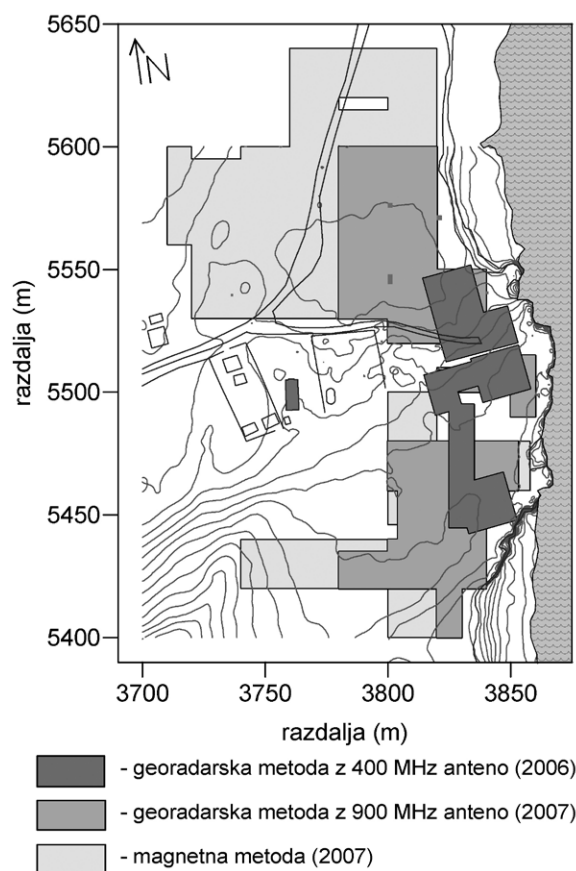 5650
N
5600
5550
5500
5450
5400
razdalja (m)
3700 3750 3800 3850
razdalja (m)
- georadarska metoda z 400 MHz anteno (2006)
- georadarska metoda z 900 MHz anteno (2007)
- magnetna metoda (2007)